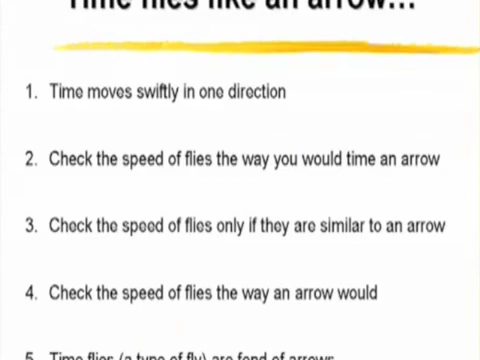 Time flies like an arrow...
1. Time moves swiftly in one direction
2. Check the speed of flies the way you would time an arrow
3. Check the speed of flies only if they are similar to an arrow
4. Check the speed of flies the way an arrow would
5. Time flies (a type of fly) are fond of arrows